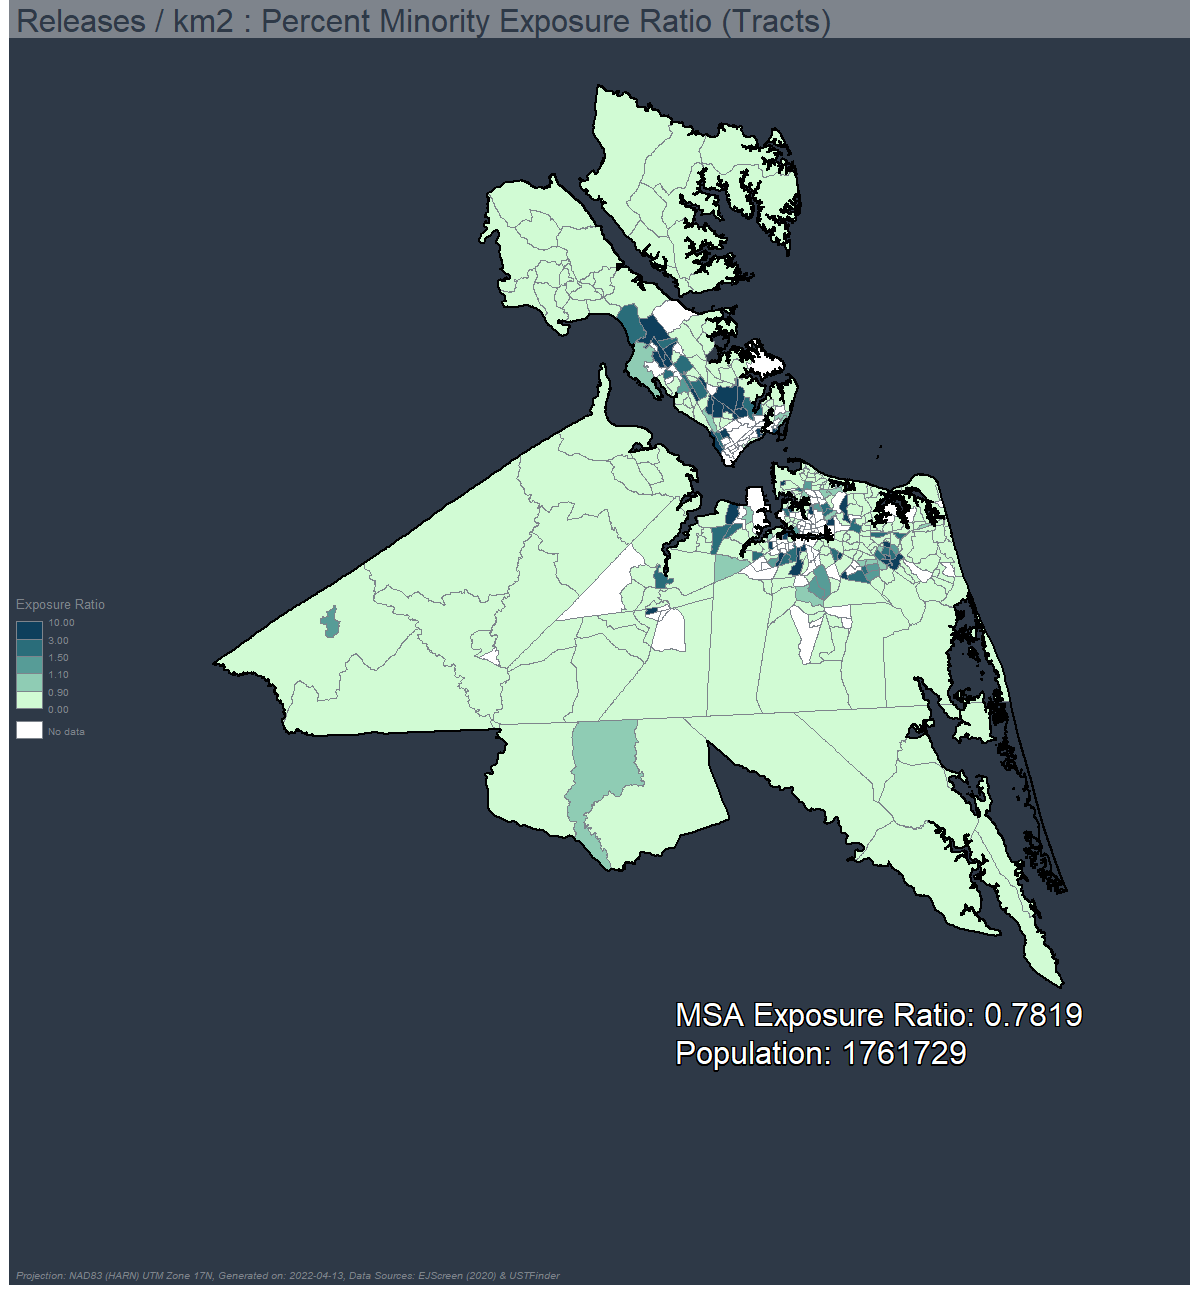 Releases / km2 : Percent Minority Exposure Ratio (Tracts)
Exposure Ratio
10.00
3.00
1.50
1.10
0.90
0.00
No data
MSA Exposure Ratio: 0.7819
Population: 1761729
Projection: NAD83 (HARN) UTM Zone 17N, Generated on: 2022-04-13, Data Sources: EJScreen (2020) & USTFinder